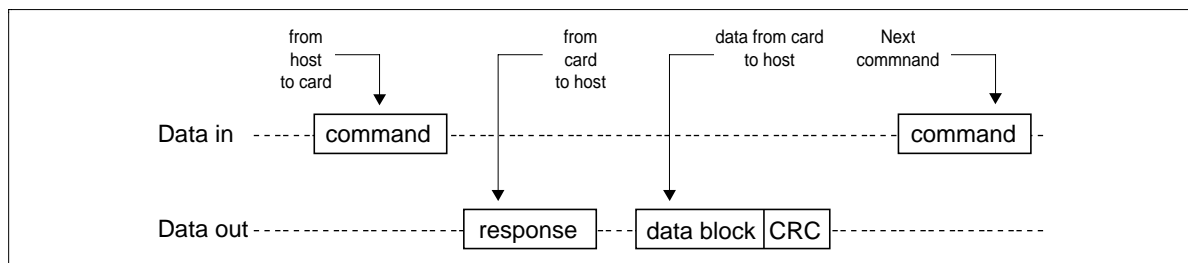 from
host
to card
from
card
to host
data from card
to host
Next
commnand
Data in
command
command
Data out
response
data block
CRC